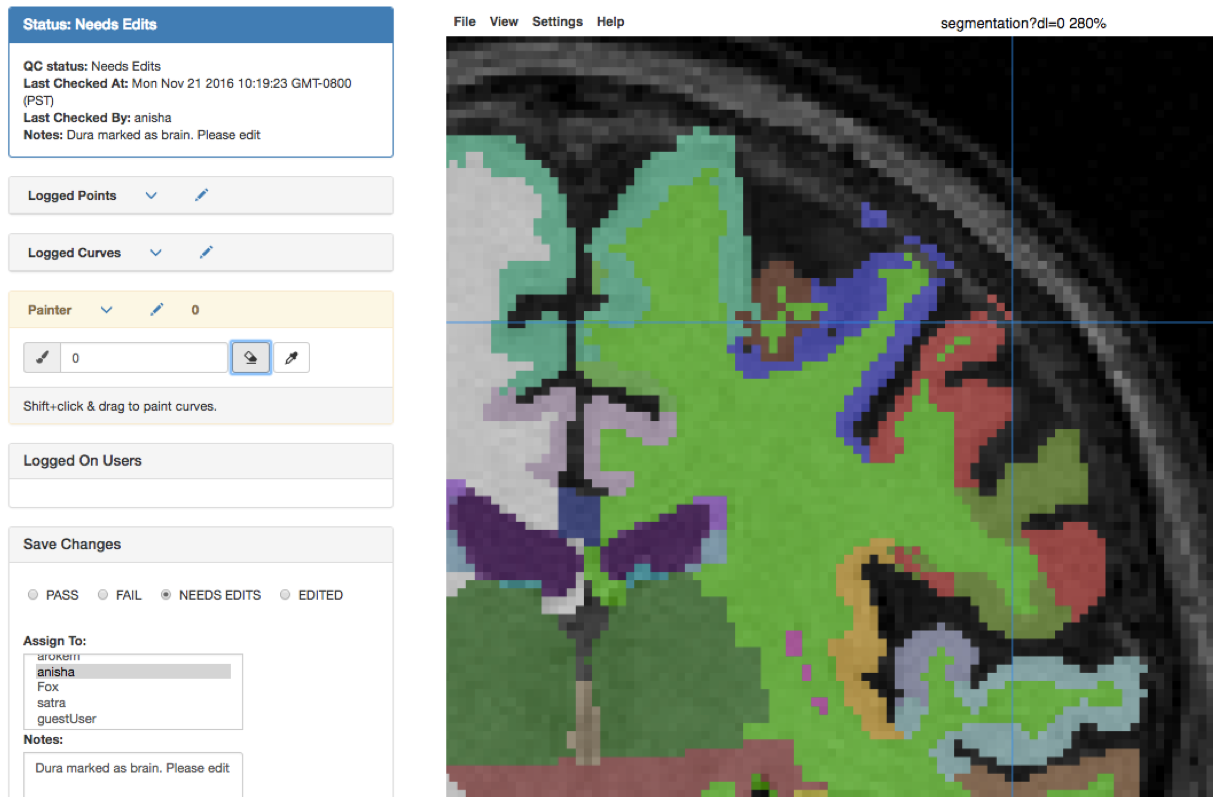 Status: Needs Edits
QC status: Needs Edits
Last Checked At: Mon Nov 21 2016 10:19:23 GMT-0800
(PST)
Last Checked By: anisha
Notes: Dura marked as brain. Please edit
Logged Points
Logged Curves
Painter 0
0
Shift+click & drag to paint curves.
Logged On Users
Save Changes
PASS FAIL NEEDS EDITS EDITED
Assign To:
arokem
anisha
Fox
satra
guestUser
Notes:
Dura marked as brain. Please edit
File View Settings Help
segmentation?dl=0 280%